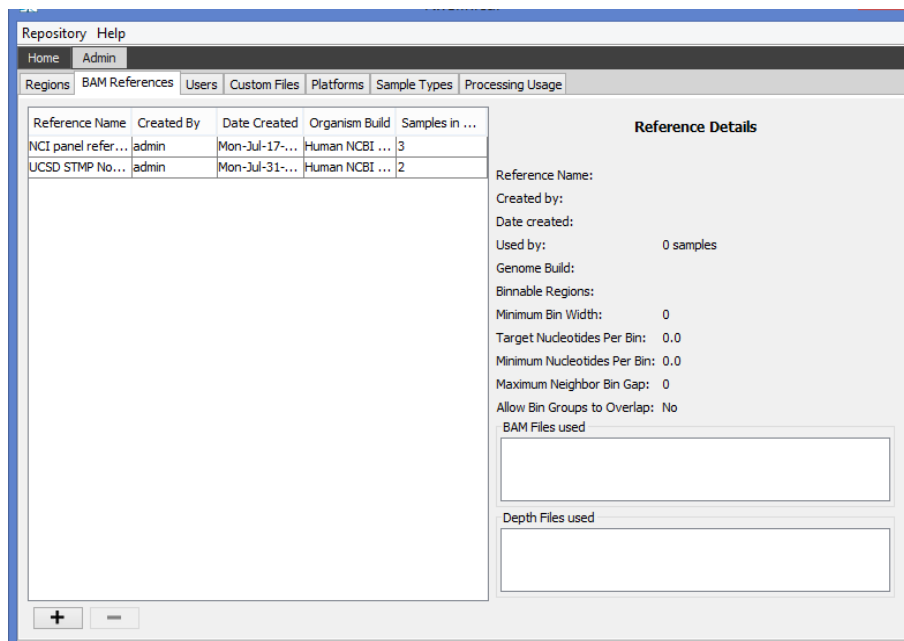 Repository Help
Home Admin
Regions BAM References Users Custom Files Platforms Sample Types Processing Usage
Reference Name Created By Date Created Organism Build Samples in ...
NCI panel refer... admin Mon-Jul-17-... Human NCBI ... 3
UCSD STMP No... admin Mon-Jul-31-... Human NCBI ... 2
Reference Details
Reference Name:
Created by:
Date created:
Used by: 0 samples
Genome Build:
Binnable Regions:
Minimum Bin Width: 0
Target Nucleotides Per Bin: 0.0
Minimum Nucleotides Per Bin: 0.0
Maximum Neighbor Bin Gap: 0
Allow Bin Groups to Overlap: No
BAM Files used
Depth Files used
+ −